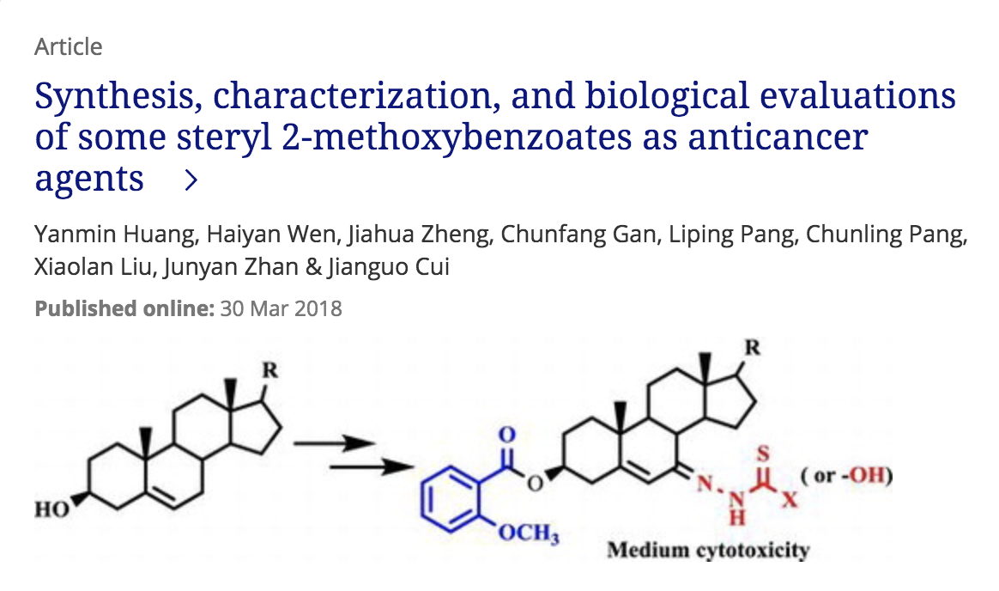 Article
Synthesis, characterization, and biological evaluations
of some steryl 2-methoxybenzoates as anticancer
agents >
Yanmin Huang, Haiyan Wen, Jiahua Zheng, Chunfang Gan, Liping Pang, Chunling Pang,
Xiaolan Liu, Junyan Zhan & Jianguo Cui
Published online: 30 Mar 2018
R
R
HO
O
O
OCH3
N
N
H
S
X
( or -OH)
Medium cytotoxicity